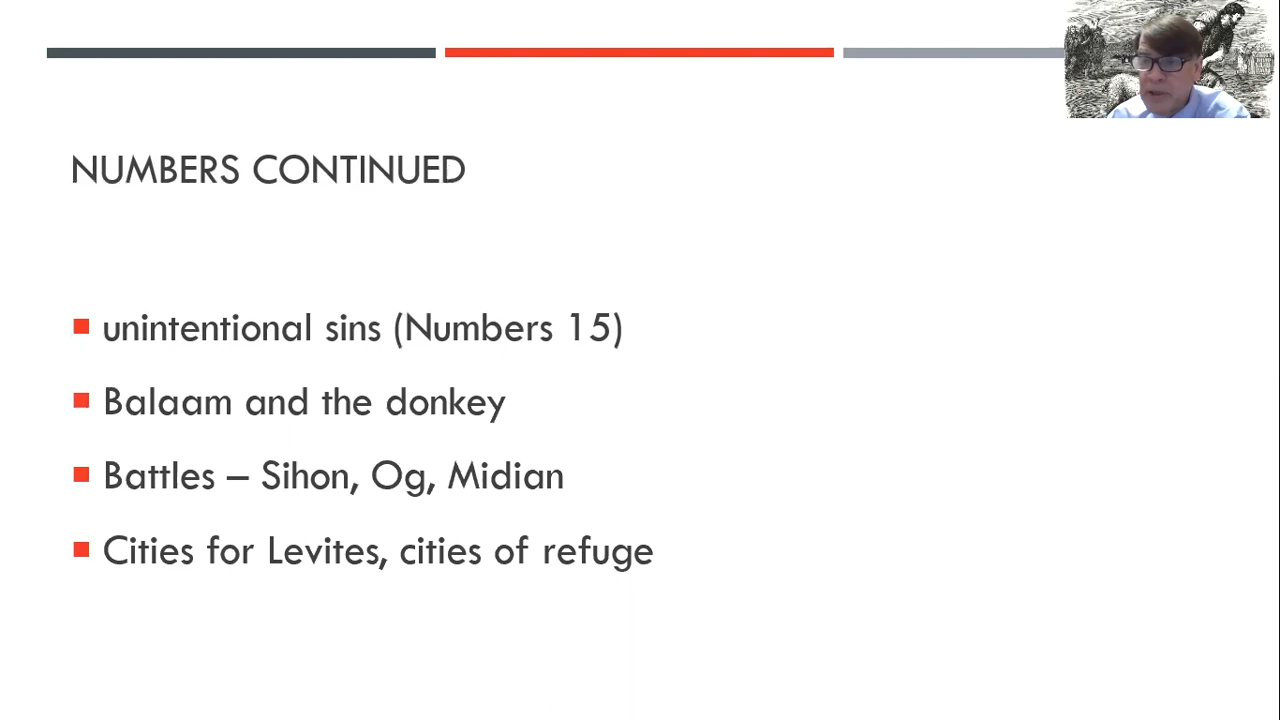 NUMBERS CONTINUED
unintentional sins (Numbers 15)
Balaam and the donkey
Battles – Sihon, Og, Midian
Cities for Levites, cities of refuge